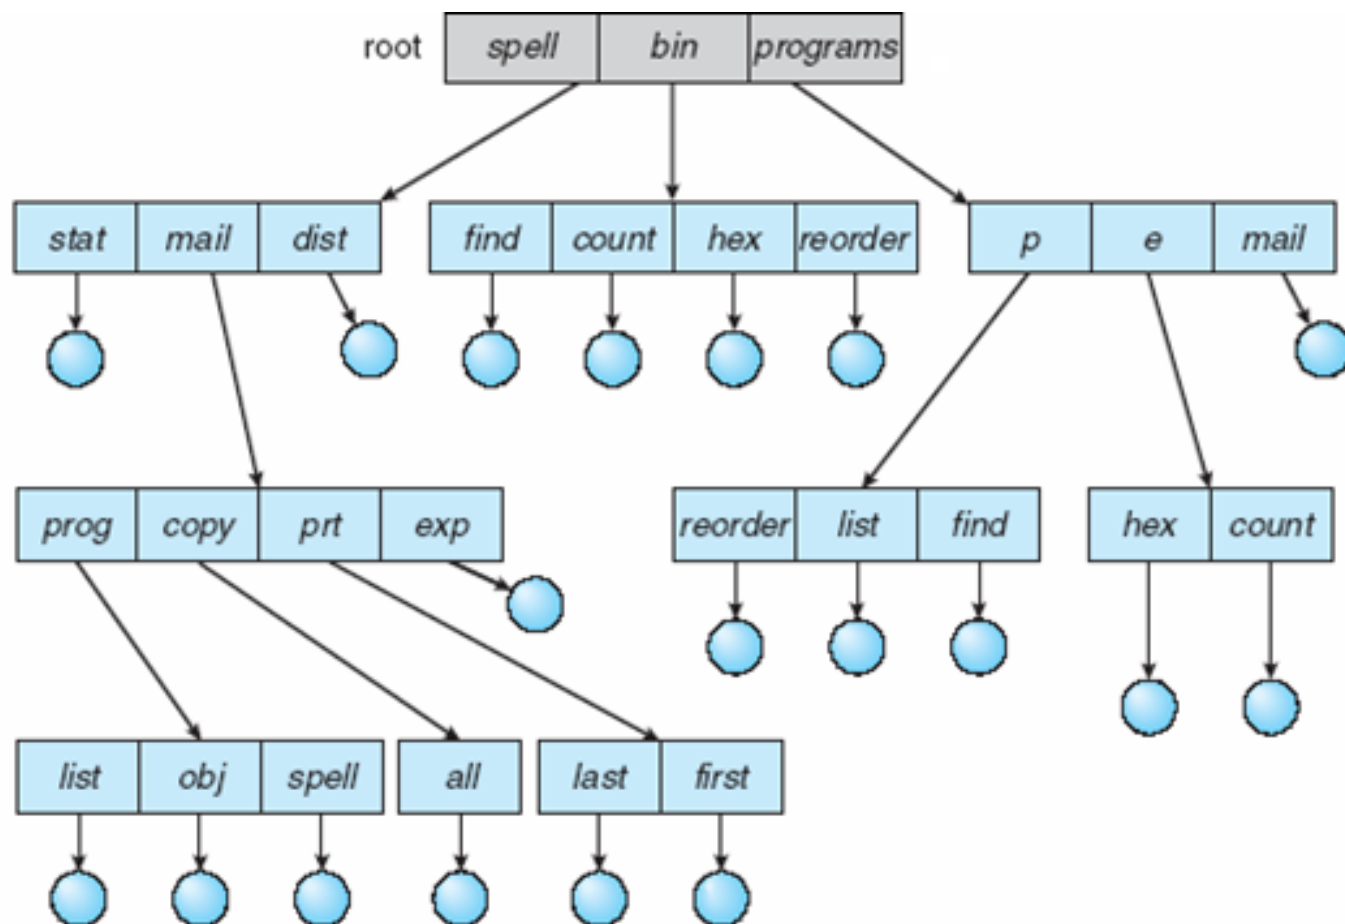 root spell bin programs
stat mail dist find count hex reorder p e mail
prog copy prt exp reorder list find hex count
list obj spell all last first